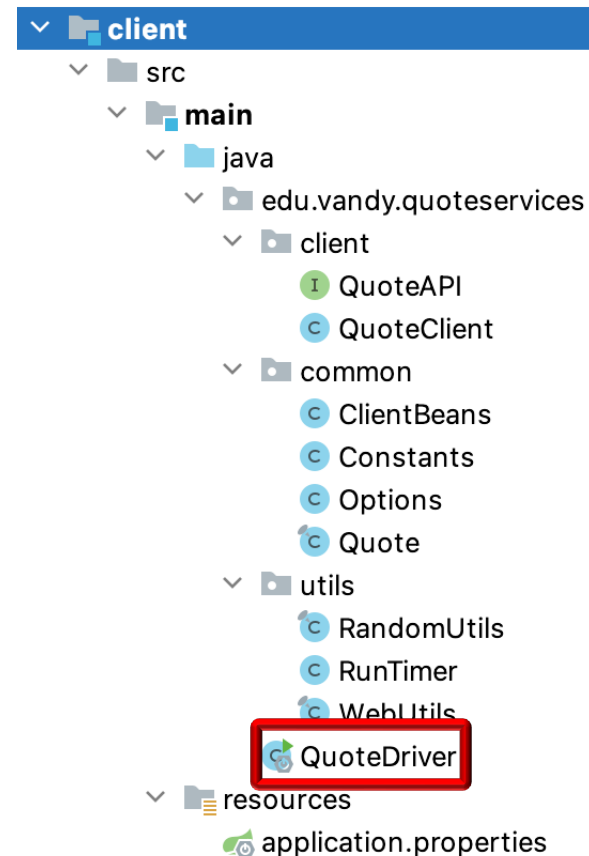 client
src
main
java
edu.vandy.quoteservices
client
I QuoteAPI
C QuoteClient
common
C ClientBeans
C Constants
C Options
C Quote
utils
C RandomUtils
C RunTimer
C WebUtils
C QuoteDriver
resources
application.properties